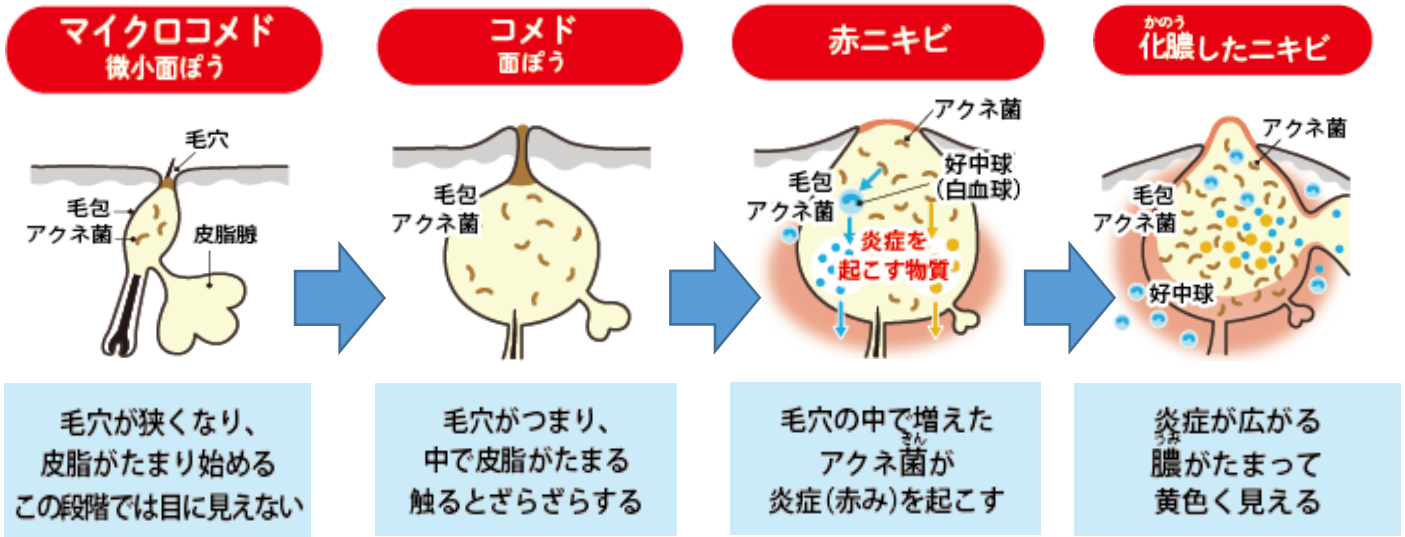 マイクロコメド
微小面ぽう
毛穴
毛包
アクネ菌
皮脂腺
毛穴が狭くなり、
皮脂がたまり始める
この段階では目に見えない
コメド
面ぽう
毛包
アクネ菌
毛穴がつまり、
中で皮脂がたまる
触るとざらざらする
赤ニキビ
アクネ菌
好中球
(白血球)
毛包
アクネ菌
炎症を
起こす物質
毛穴の中で増えた
きん
アクネ菌が
炎症(赤み)を起こす
かのう
化膿したニキビ
アクネ菌
毛包
アクネ菌
好中球
炎症が広がる
うみ
膿がたまって
黄色く見える